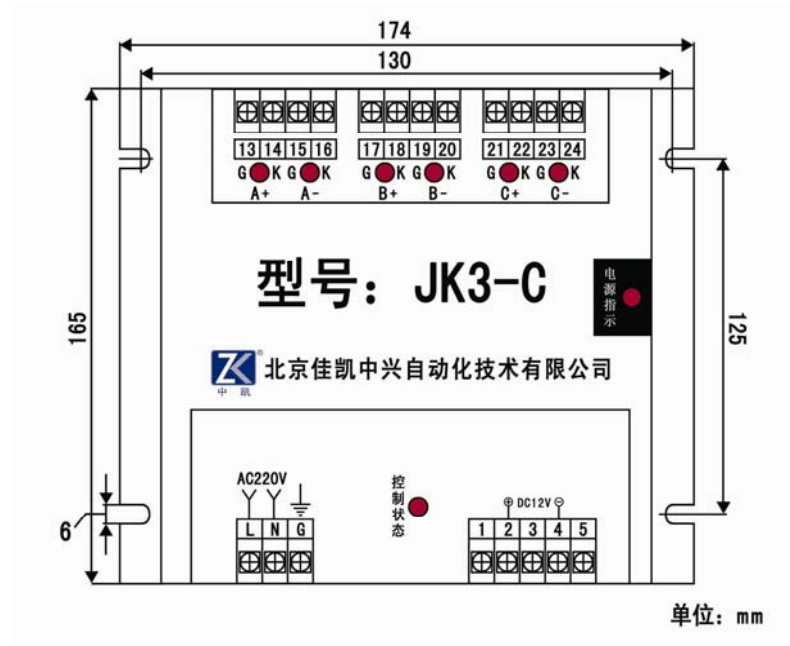 174
130
13 14 15 16 17 18 19 20 21 22 23 24
G K G K G K G K G K G K
A+ A- B+ B- C+ C-
型号：JK3-C
电源指示
165
125
ZK® 北京佳凯中兴自动化技术有限公司
中凯
AC220V
控制状态
⊕ DC12V ⊖
L N G
1 2 3 4 5
6
单位：mm